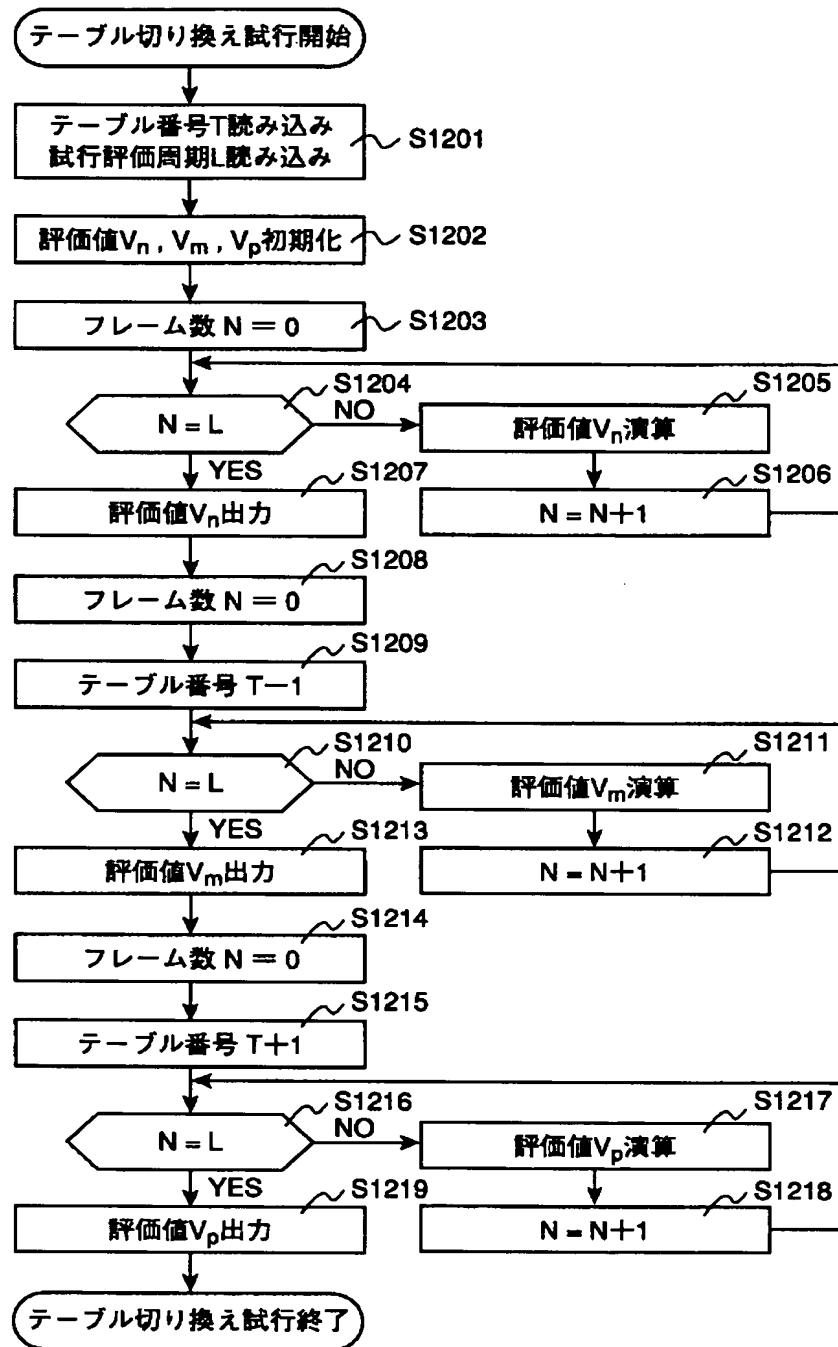 テーブル切り換え試行開始
テーブル番号T読み込み
試行評価周期L読み込み
S1201
評価値Vn , Vm , Vp初期化
S1202
フレーム数 N = 0
S1203
S1204
N = L
NO
YES
S1205
評価値Vn演算
S1206
N = N+1
S1207
評価値Vn出力
S1208
フレーム数 N = 0
S1209
テーブル番号 T−1
S1210
N = L
NO
YES
S1211
評価値Vm演算
S1212
N = N+1
S1213
評価値Vm出力
S1214
フレーム数 N = 0
S1215
テーブル番号 T+1
S1216
N = L
NO
YES
S1217
評価値Vp演算
S1218
N = N+1
S1219
評価値Vp出力
テーブル切り換え試行終了